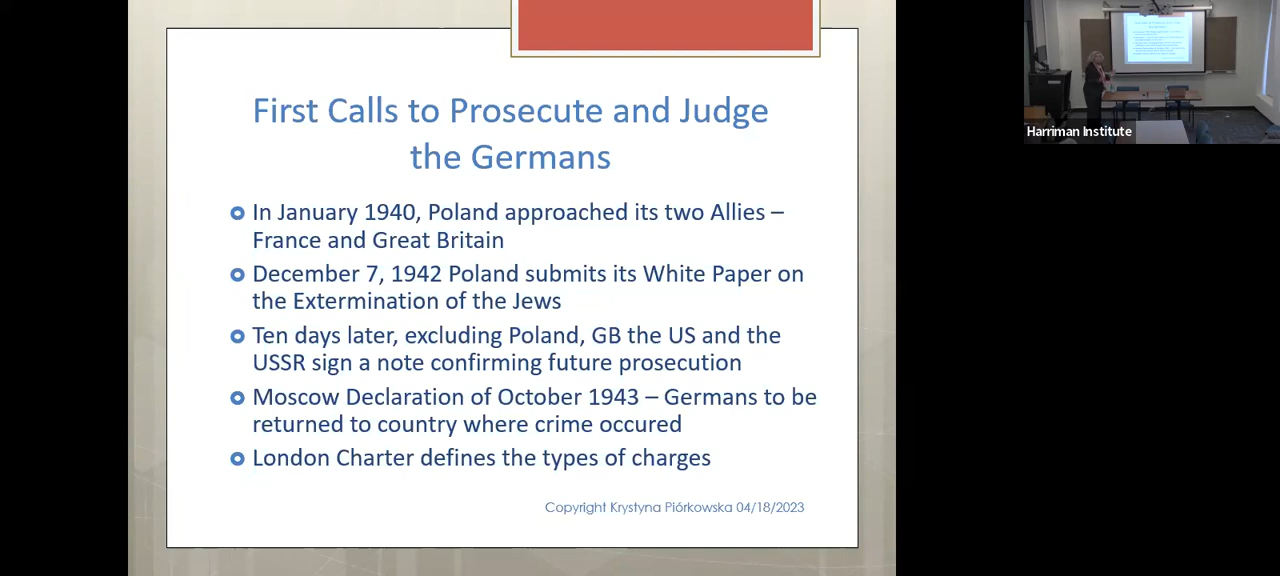 First Calls to Prosecute and Judge
the Germans
In January 1940, Poland approached its two Allies –
France and Great Britain
December 7, 1942 Poland submits its White Paper on
the Extermination of the Jews
Ten days later, excluding Poland, GB the US and the
USSR sign a note confirming future prosecution
Moscow Declaration of October 1943 – Germans to be
returned to country where crime occured
London Charter defines the types of charges
Copyright Krystyna Piórkowska 04/18/2023
Harriman Institute